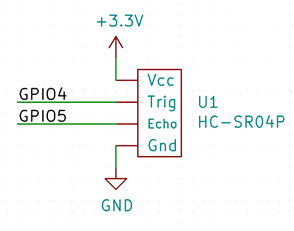 +3.3V
Vcc
GPIO4 Trig U1
GPIO5 Echo HC-SR04P
Gnd
GND